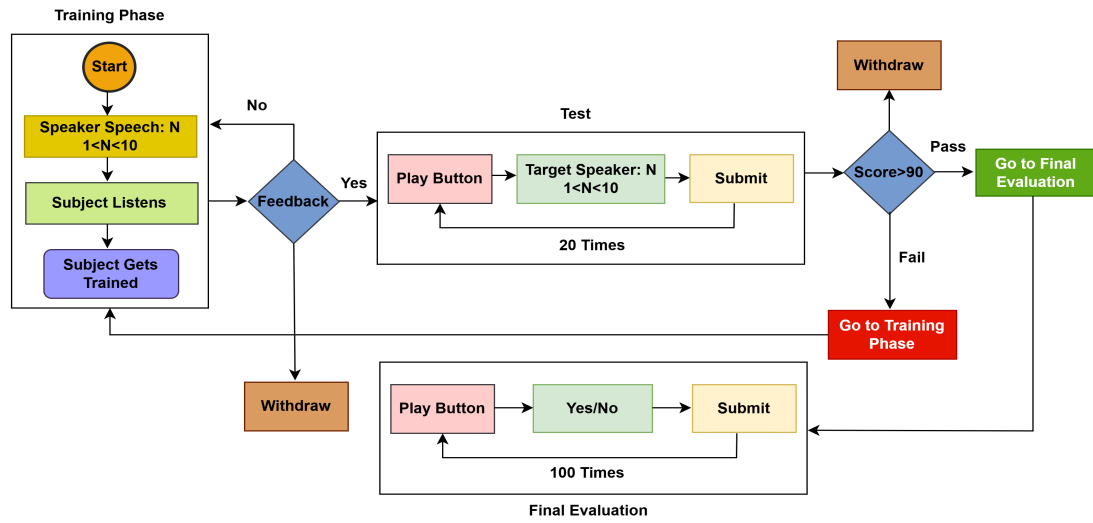 Training Phase
Start
Speaker Speech: N
1<N<10
Subject Listens
Subject Gets
Trained
No
Feedback
Yes
Withdraw
Test
Play Button
Target Speaker: N
1<N<10
Submit
20 Times
Withdraw
Score>90
Pass
Go to Final
Evaluation
Fail
Go to Training
Phase
Play Button
Yes/No
Submit
100 Times
Final Evaluation